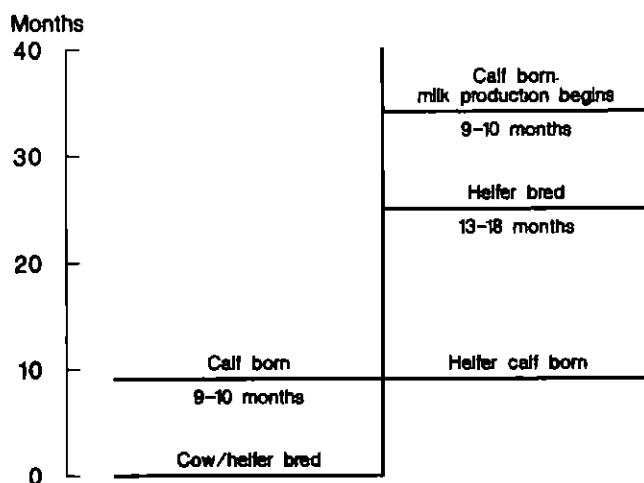 Months
40
Calf born-
milk production begins
9-10 months
30
Heifer bred
13-18 months
20
10
Calf born
Heifer calf born
9-10 months
Cow/heifer bred
0